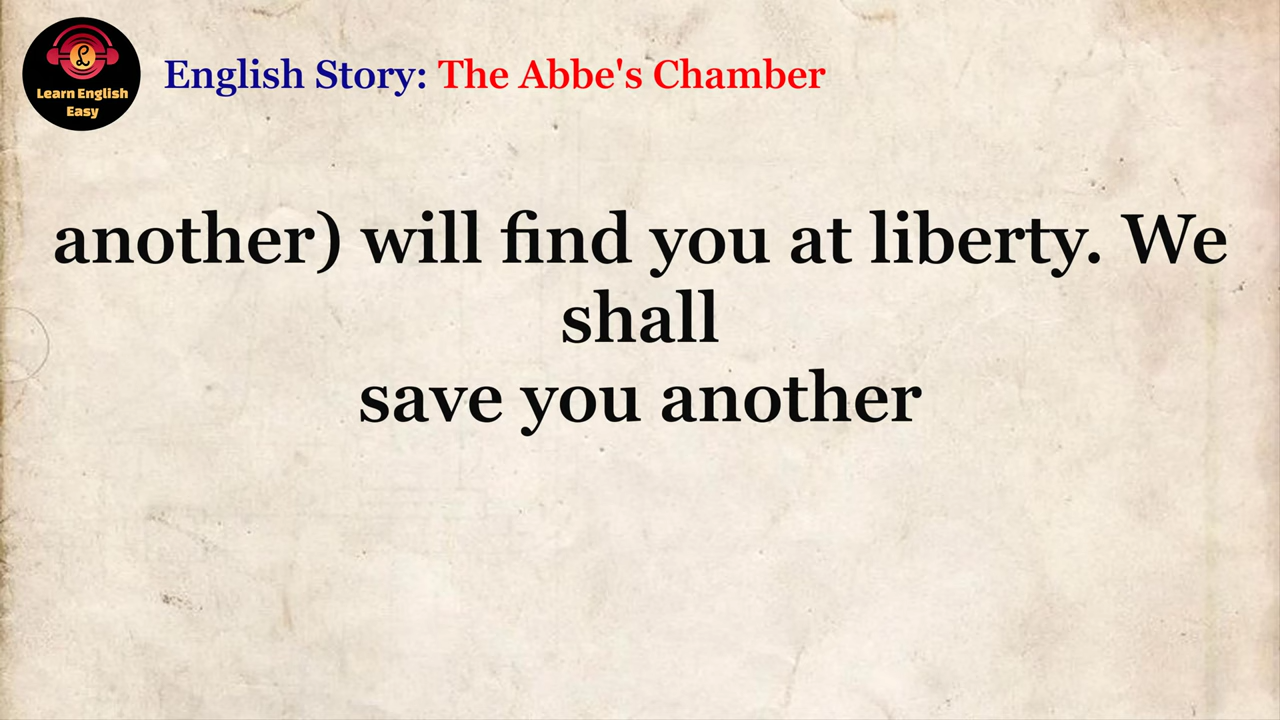 Learn English
Easy
English Story: The Abbe's Chamber
another) will find you at liberty. We
shall
save you another